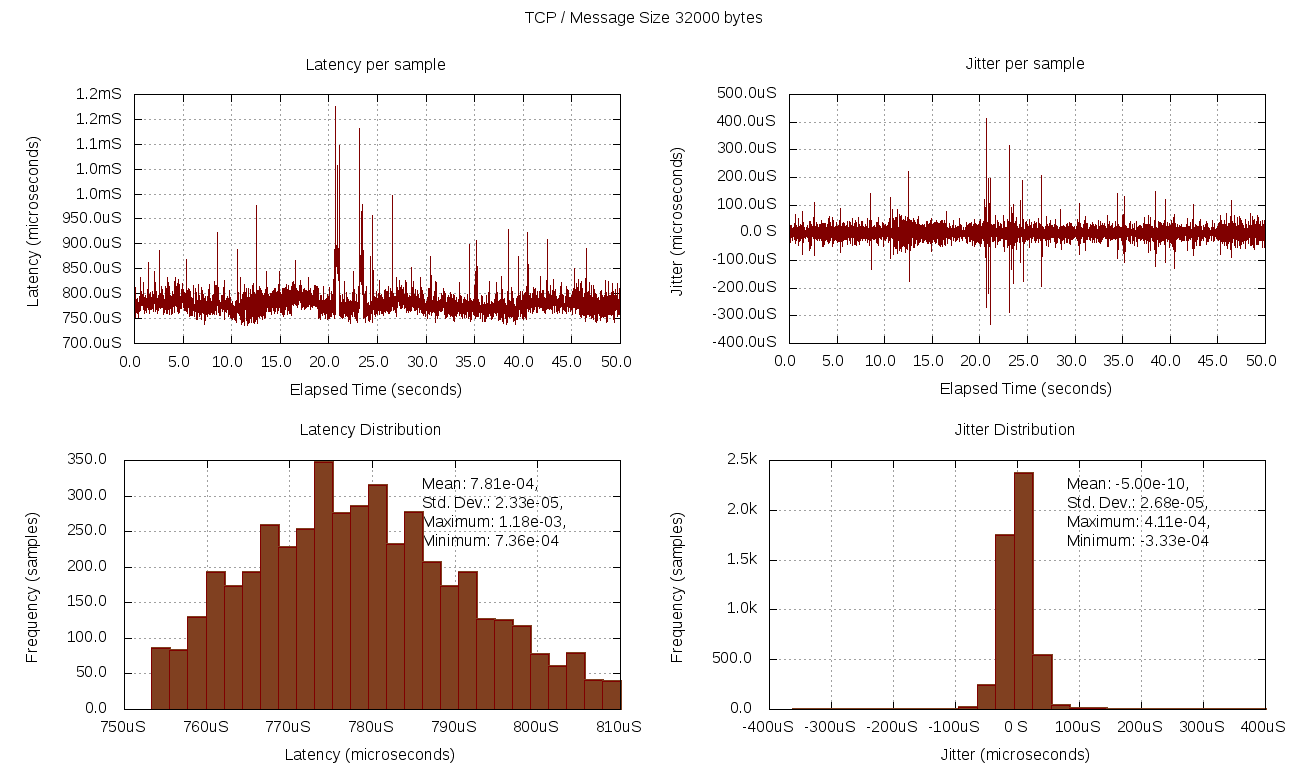 TCP / Message Size 32000 bytes
Latency per sample
Latency (microseconds)
1.2mS
1.2mS
1.1mS
1.0mS
1.0mS
950.0uS
900.0uS
850.0uS
800.0uS
750.0uS
700.0uS
0.0 5.0 10.0 15.0 20.0 25.0 30.0 35.0 40.0 45.0 50.0
Elapsed Time (seconds)
Jitter per sample
Jitter (microseconds)
500.0uS
400.0uS
300.0uS
200.0uS
100.0uS
0.0 S
-100.0uS
-200.0uS
-300.0uS
-400.0uS
0.0 5.0 10.0 15.0 20.0 25.0 30.0 35.0 40.0 45.0 50.0
Elapsed Time (seconds)
Latency Distribution
Frequency (samples)
350.0
300.0
250.0
200.0
150.0
100.0
50.0
0.0
Mean: 7.81e-04,
Std. Dev.: 2.33e-05,
Maximum: 1.18e-03,
Minimum: 7.36e-04
750uS 760uS 770uS 780uS 790uS 800uS 810uS
Latency (microseconds)
Jitter Distribution
Frequency (samples)
2.5k
2.0k
1.5k
1.0k
500.0
0.0
Mean: -5.00e-10,
Std. Dev.: 2.68e-05,
Maximum: 4.11e-04,
Minimum: -3.33e-04
-400uS -300uS -200uS -100uS 0 S 100uS 200uS 300uS 400uS
Jitter (microseconds)